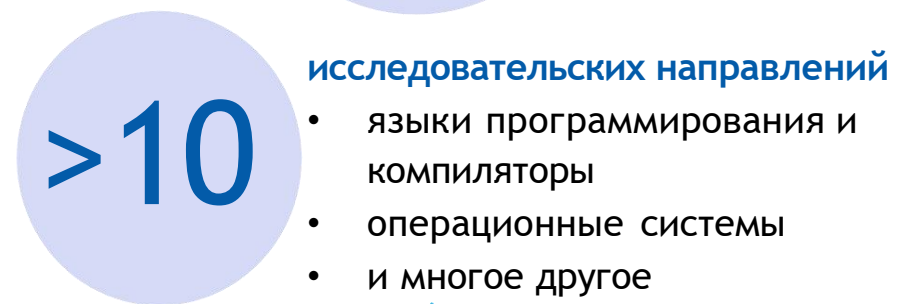 >10
исследовательских направлений
• языки программирования и
компиляторы
• операционные системы
• и многое другое